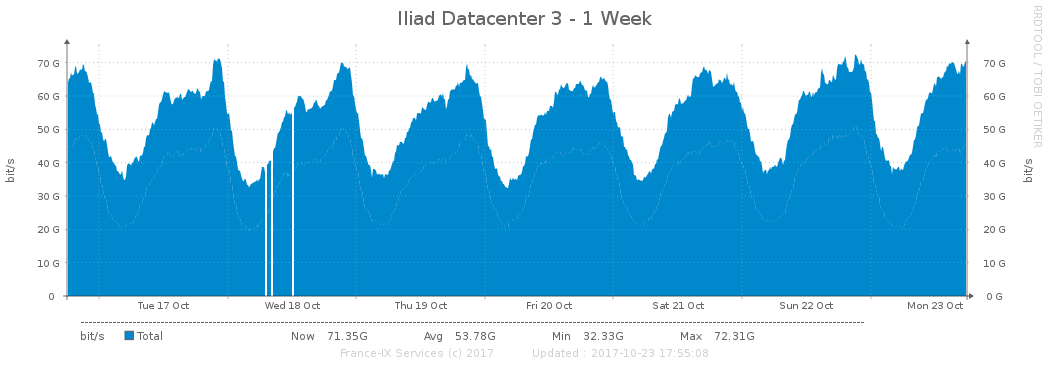 Iliad Datacenter 3 - 1 Week
RRDTOOL / TOBI OETIKER
bit/s
70 G 70 G
60 G 60 G
50 G 50 G
40 G 40 G
30 G 30 G
20 G 20 G
10 G 10 G
0 0 G
bit/s
Tue 17 Oct Wed 18 Oct Thu 19 Oct Fri 20 Oct Sat 21 Oct Sun 22 Oct Mon 23 Oct
bit/s Total Now 71.35G Avg 53.78G Min 32.33G Max 72.31G
France-IX Services (c) 2017 Updated : 2017-10-23 17:55:08